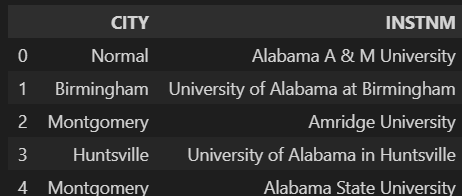 CITY INSTNM
0 Normal Alabama A & M University
1 Birmingham University of Alabama at Birmingham
2 Montgomery Amridge University
3 Huntsville University of Alabama in Huntsville
4 Montgomery Alabama State University